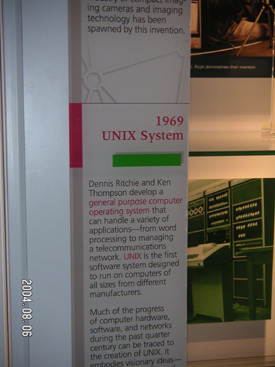 ing cameras and imaging
technology has been
spawned by this invention.
1969
UNIX System
Dennis Ritchie and Ken
Thompson develop a
general purpose computer
operating system that
can handle a variety of
applications—from word
processing to managing
a telecommunications
network. UNIX is the first
software system designed
to run on computers of
all sizes from different
manufacturers.
Much of the progress
of computer hardware,
software, and networks
during the past quarter
century can be traced to
the creation of UNIX. It
embodies visionary ideas—
demonstrates their invention.
2004.08.06